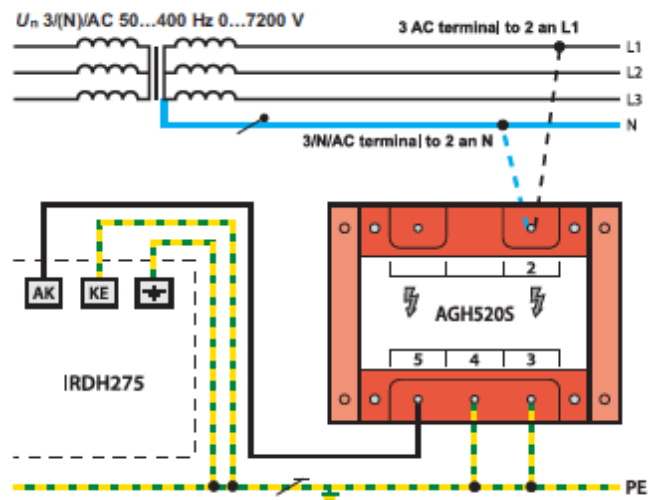 Un 3/(N)/AC 50...400 Hz 0...7200 V
3 AC terminal to 2 an L1
L1
L2
L3
N
3/N/AC terminal to 2 an N
AK
KE
2
AGH520S
5 4 3
IRDH275
PE